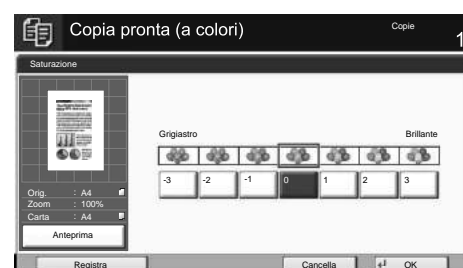 Copia pronta (a colori)
Copie
1
Saturazione
Grigiastro
Brillante
-3 -2 -1 0 1 2 3
Orig. : A4
Zoom : 100%
Carta : A4
Anteprima
Registra
Cancella
OK